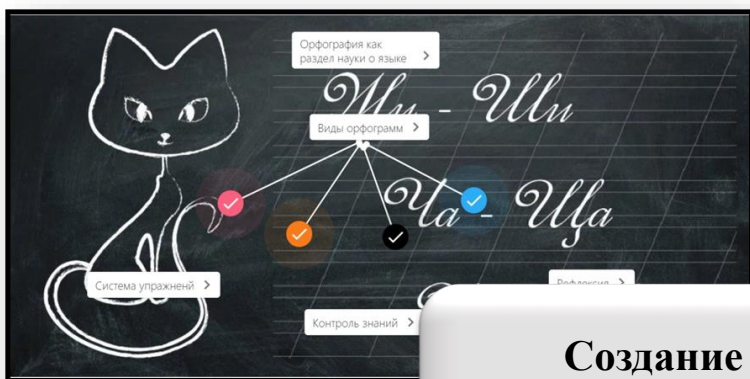 Орфография как
раздел науки о языке
Жи - Ши
Виды орфограмм
Ча - Ща
Система упражнений
Рефлексия
Контроль знаний
Создание